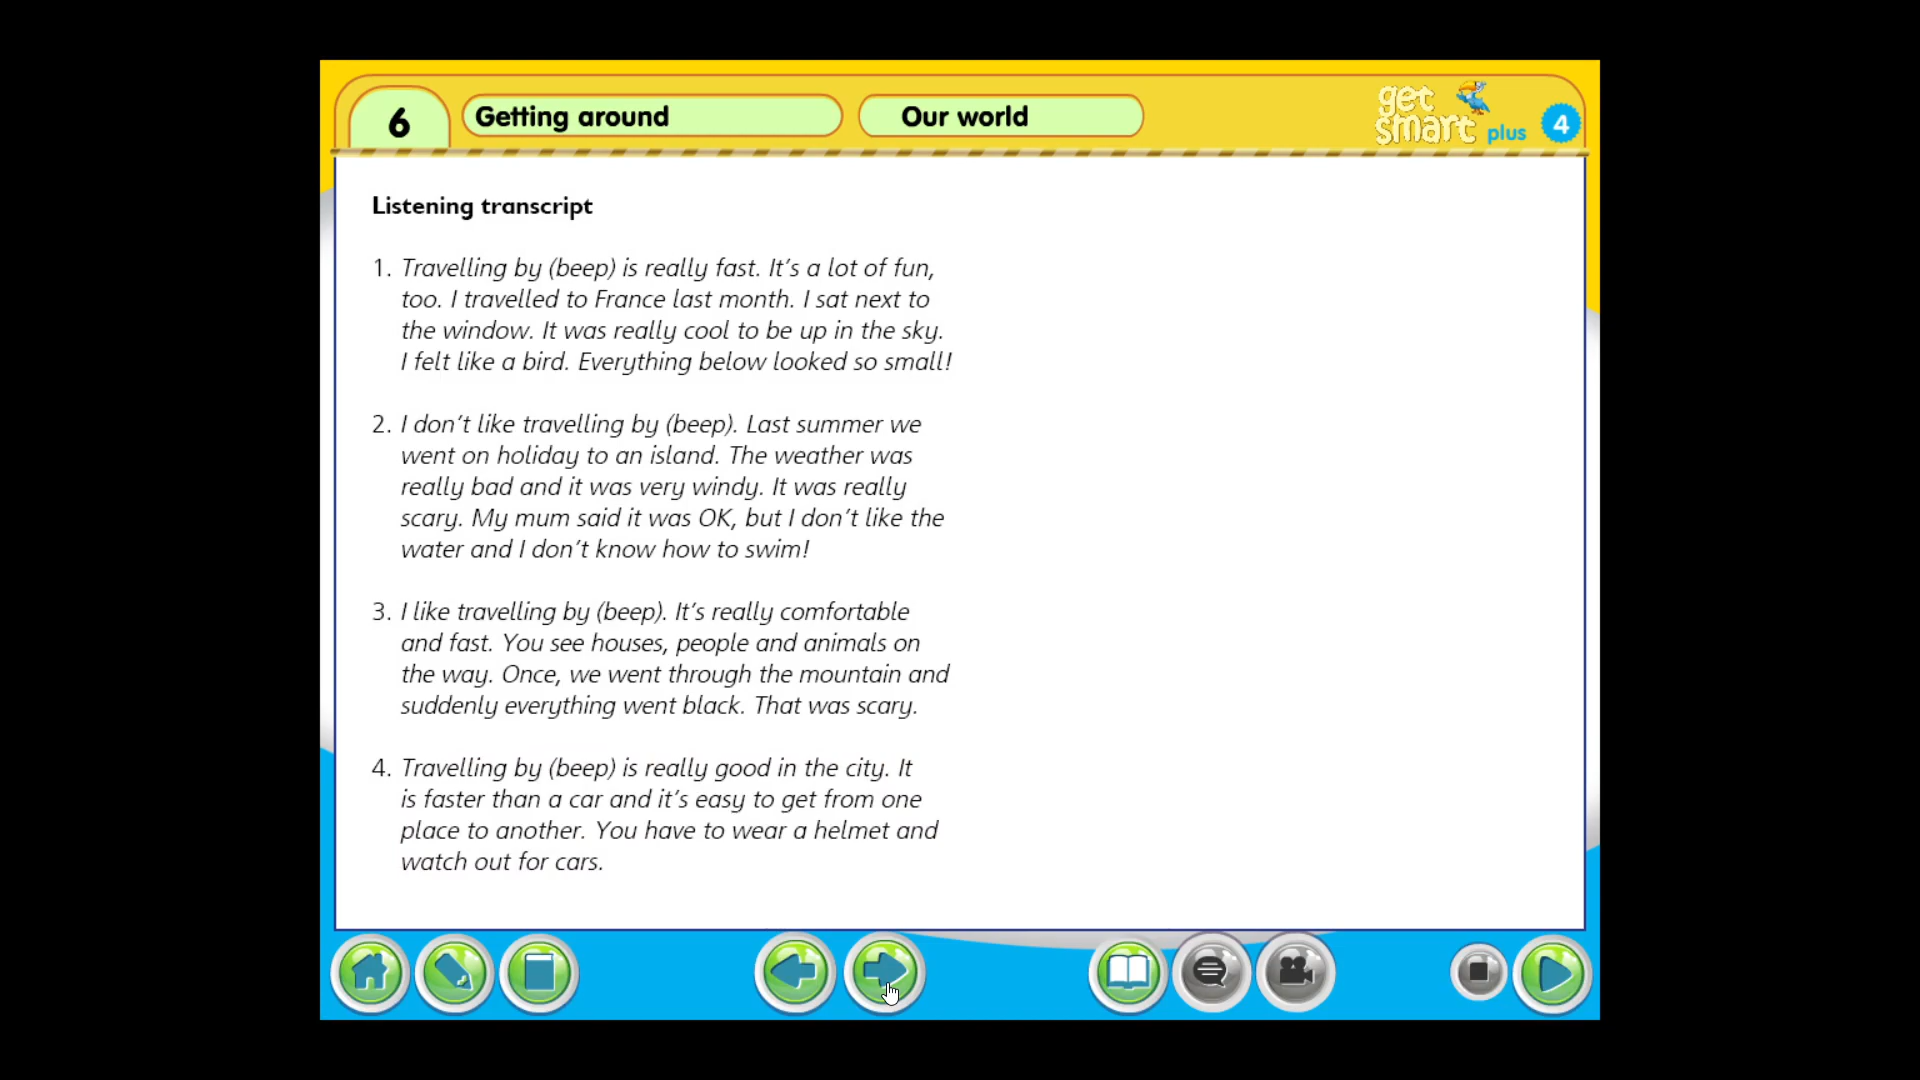 6
Getting around
Our world
get
smart plus 4
Listening transcript
1. Travelling by (beep) is really fast. It's a lot of fun,
too. I travelled to France last month. I sat next to
the window. It was really cool to be up in the sky.
I felt like a bird. Everything below looked so small!
2. I don't like travelling by (beep). Last summer we
went on holiday to an island. The weather was
really bad and it was very windy. It was really
scary. My mum said it was OK, but I don't like the
water and I don't know how to swim!
3. I like travelling by (beep). It's really comfortable
and fast. You see houses, people and animals on
the way. Once, we went through the mountain and
suddenly everything went black. That was scary.
4. Travelling by (beep) is really good in the city. It
is faster than a car and it's easy to get from one
place to another. You have to wear a helmet and
watch out for cars.